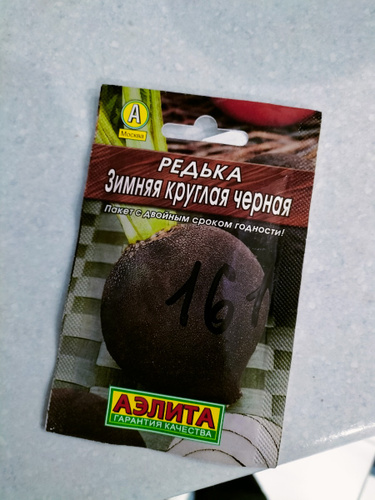 А
Москва
РЕДЬКА
Зимняя круглая черная
Пакет с двойным сроком годности!
161
АЭЛИТА
ГАРАНТИЯ КАЧЕСТВА